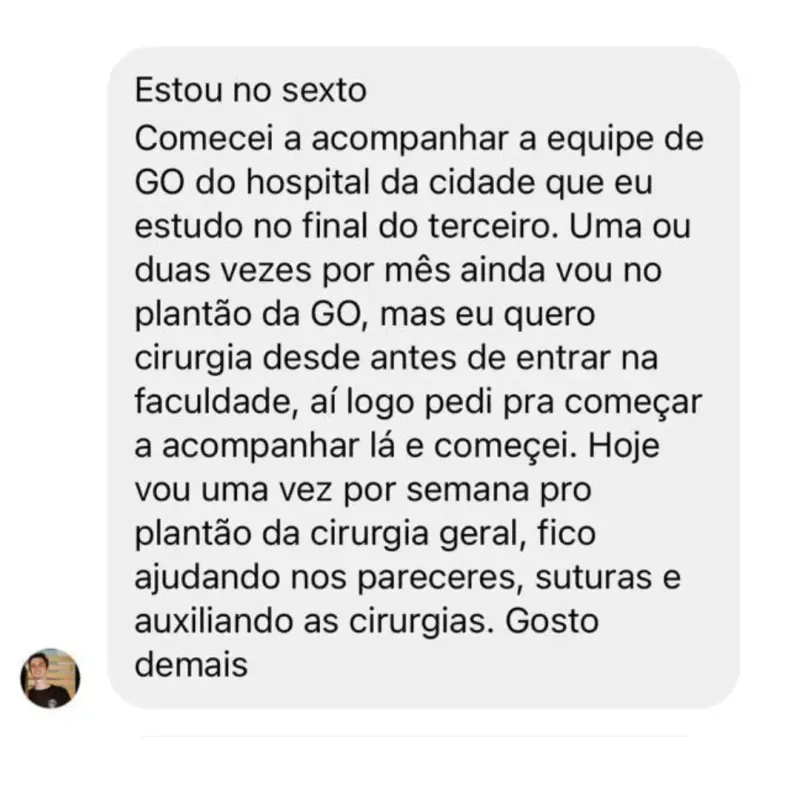 Estou no sexto
Comecei a acompanhar a equipe de
GO do hospital da cidade que eu
estudo no final do terceiro. Uma ou
duas vezes por mês ainda vou no
plantão da GO, mas eu quero
cirurgia desde antes de entrar na
faculdade, aí logo pedi pra começar
a acompanhar lá e começei. Hoje
vou uma vez por semana pro
plantão da cirurgia geral, fico
ajudando nos pareceres, suturas e
auxiliando as cirurgias. Gosto
demais